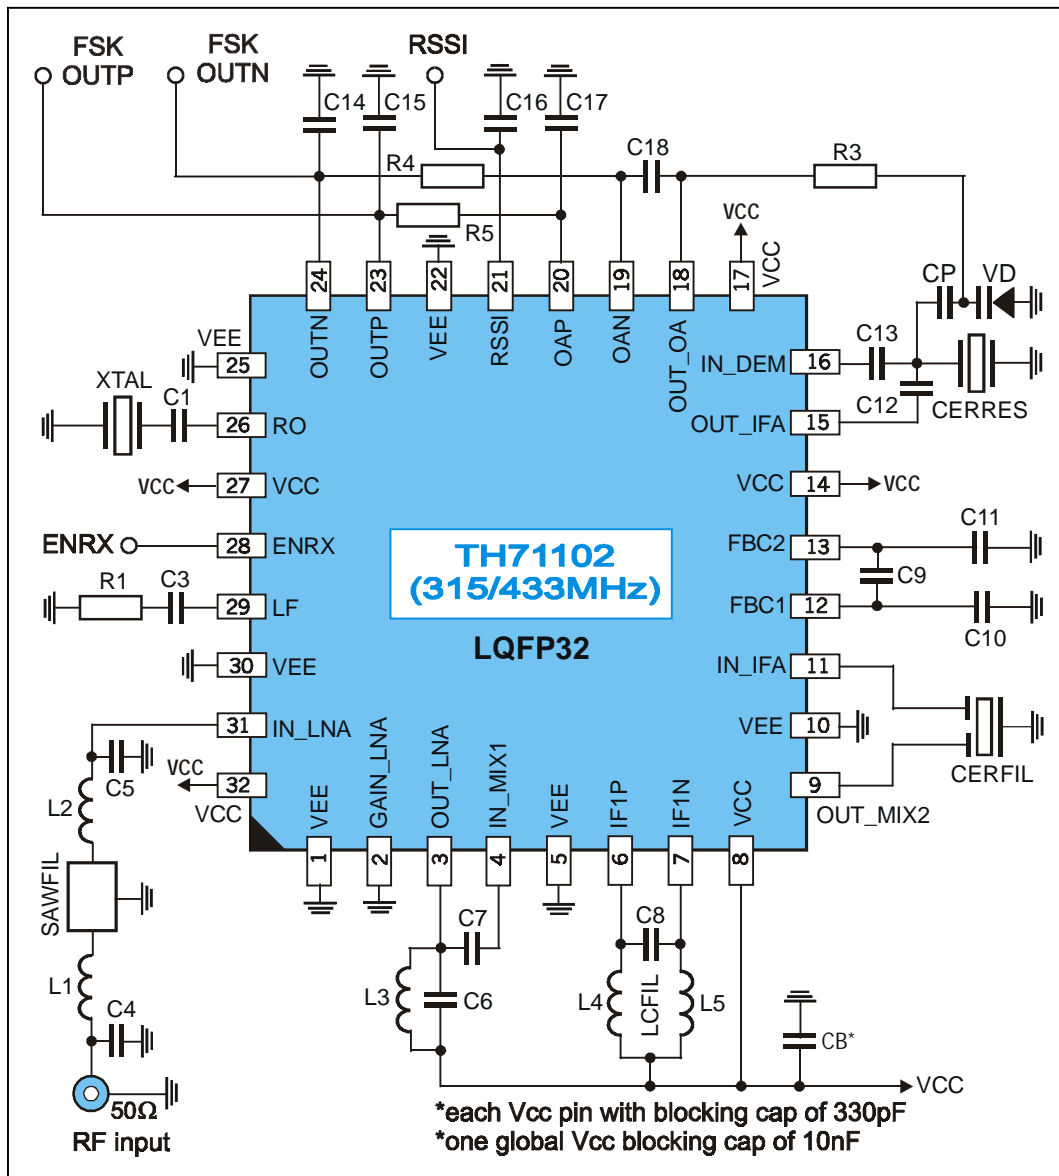 FSK OUTP
FSK OUTN
RSSI
C14
C15
C16
C17
R4
C18
R3
R5
VCC
CP
VD
24
23
22
21
20
19
18
17
VCC
OUTN
OUTP
VEE
RSSI
OAP
OAN
OUT_OA
VEE
25
IN_DEM
16
C13
XTAL
C1
C12
CERRES
26
RO
OUT_IFA
15
VCC
27
VCC
VCC
14
VCC
ENRX
28
ENRX
TH71102
(315/433MHz)
FBC2
13
C11
C9
R1
C3
29
LF
FBC1
12
C10
LQFP32
30
VEE
IN_IFA
11
31
IN_LNA
VEE
10
CERFIL
C5
VCC
32
VCC
9
OUT_MIX2
L2
VEE
GAIN_LNA
OUT_LNA
IN_MIX1
VEE
IF1P
IF1N
VCC
1
2
3
4
5
6
7
8
SAWFIL
C7
C8
L1
L3
C6
L4
LCFIL
L5
C4
CB*
VCC
50Ω
RF input
*each Vcc pin with blocking cap of 330pF
*one global Vcc blocking cap of 10nF